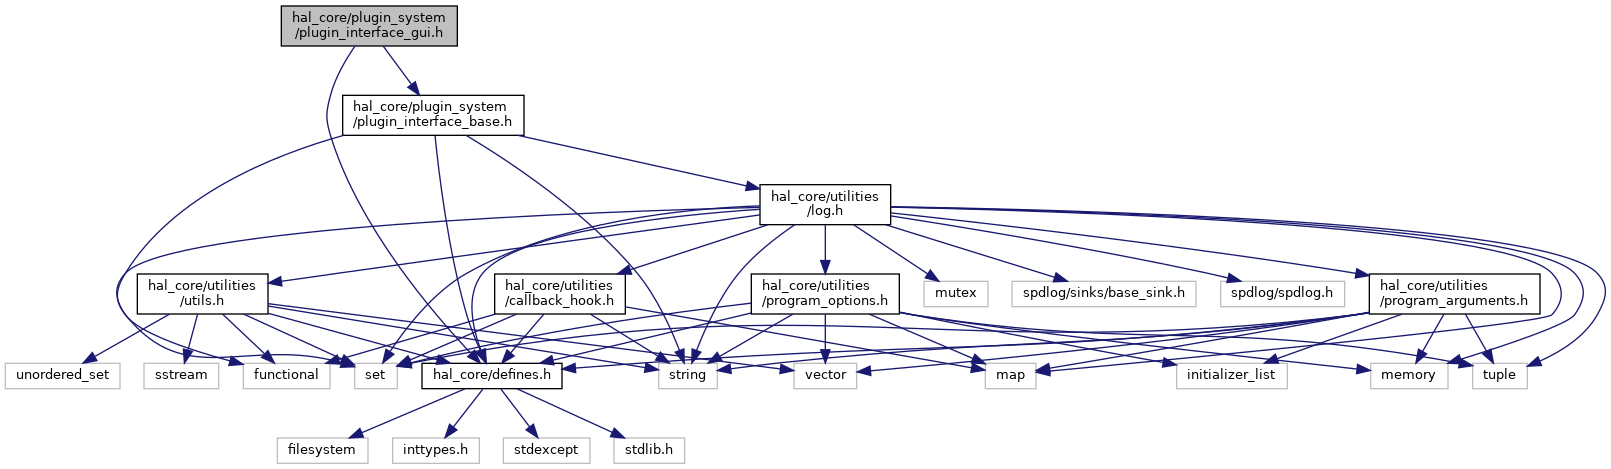 hal_core/plugin_system
/plugin_interface_gui.h
hal_core/plugin_system
/plugin_interface_base.h
hal_core/utilities
/log.h
hal_core/utilities
/utils.h
hal_core/utilities
/callback_hook.h
hal_core/utilities
/program_options.h
mutex
spdlog/sinks/base_sink.h
spdlog/spdlog.h
hal_core/utilities
/program_arguments.h
unordered_set
sstream
functional
set
hal_core/defines.h
string
vector
map
initializer_list
memory
tuple
filesystem
inttypes.h
stdexcept
stdlib.h